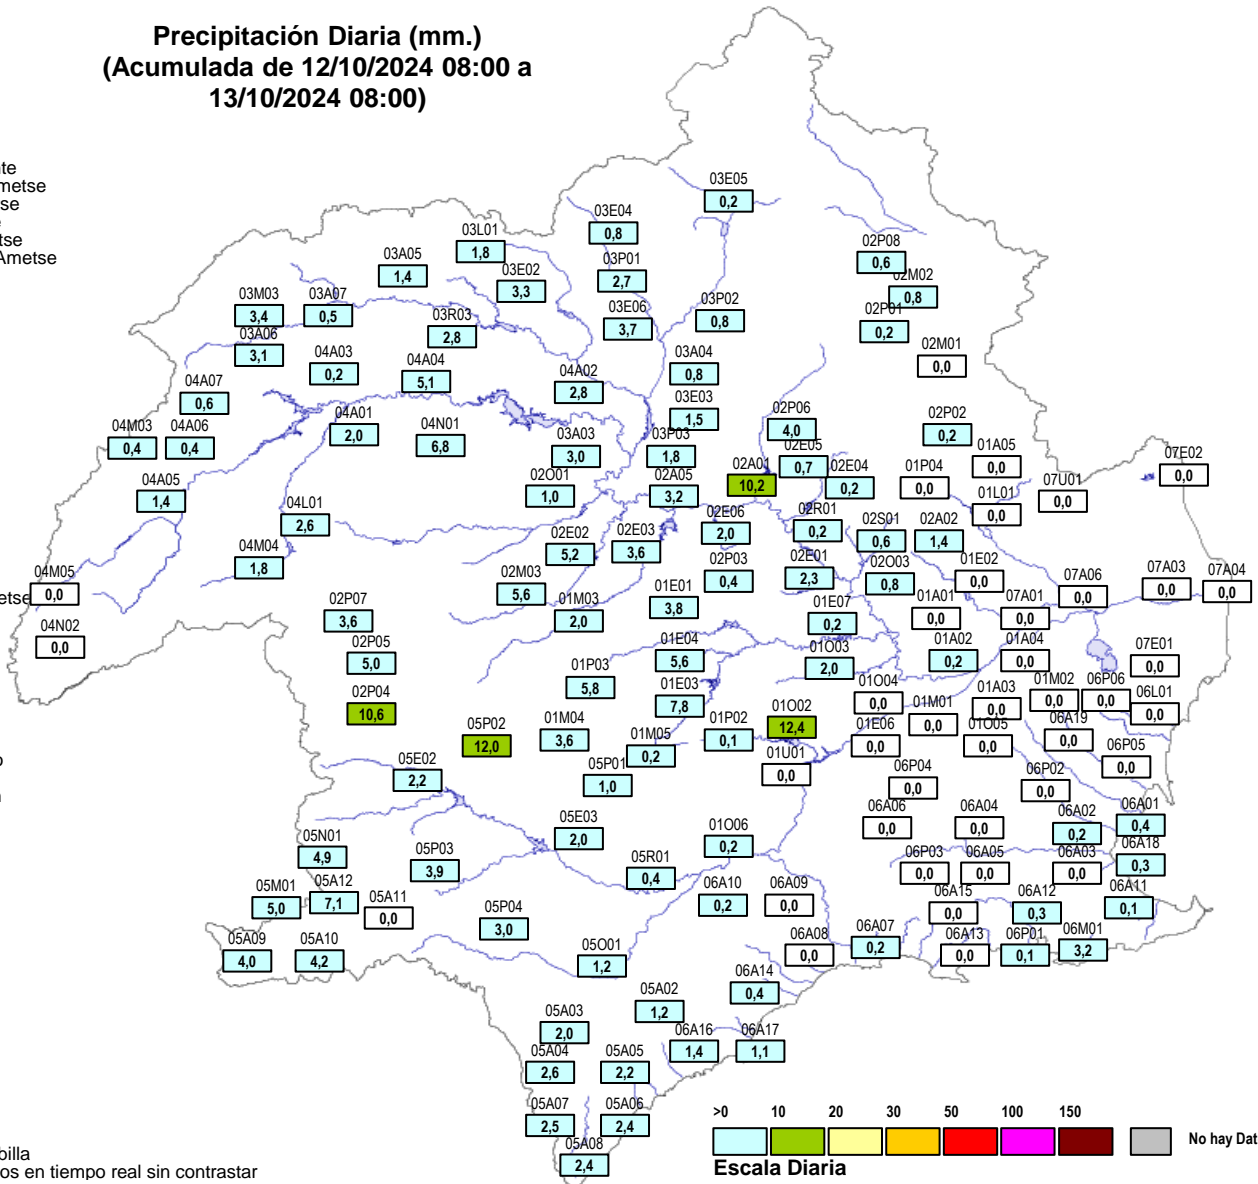 Precipitación Diaria (mm.)
(Acumulada de 12/10/2024 08:00 a
13/10/2024 08:00)
nte
metse
tse
e
tse
Ametse
03E05
0,2
03E04
0,8
03L01
1,8
02P08
0,6
03A05
1,4
03P01
2,7
03E02
3,3
02M02
0,8
03M03
3,4
03A07
0,5
03P02
0,8
03E06
3,7
02P01
0,2
03R03
2,8
03A06
3,1
02M01
0,0
04A03
0,2
04A04
5,1
03A04
0,8
04A02
2,8
04A07
0,6
03E03
1,5
04A01
2,0
02P06
4,0
02P02
0,2
04M03
0,4
04A06
0,4
04N01
6,8
03A03
3,0
03P03
1,8
02E05
0,7
01A05
0,0
07E02
0,0
02A01
10,2
02E04
0,2
01P04
0,0
07U01
0,0
04A05
1,4
02O01
1,0
02A05
3,2
01L01
0,0
04L01
2,6
02E06
2,0
02R01
0,2
02S01
0,6
02A02
1,4
02E02
5,2
02E03
3,6
04M04
1,8
02P03
0,4
02E01
2,3
02O03
0,8
01E02
0,0
07A03
0,0
07A04
0,0
04M05
0,0
etse
02M03
5,6
07A06
0,0
01E01
3,8
01M03
2,0
02P07
3,6
01E07
0,2
01A01
0,0
07A01
0,0
04N02
0,0
02P05
5,0
01E04
5,6
01O03
2,0
01A02
0,2
01A04
0,0
07E01
0,0
01P03
5,8
02P04
10,6
01E03
7,8
01O04
0,0
01M02
0,0
06P06
0,0
01A03
0,0
06L01
0,0
01O02
12,4
01M01
0,0
05P02
12,0
01M04
3,6
01P02
0,1
01E06
0,0
01O05
0,0
06A19
0,0
01M05
0,2
06P05
0,0
o
01U01
0,0
05E02
2,2
05P01
1,0
06P04
0,0
06P02
0,0
06A06
0,0
06A04
0,0
06A02
0,2
06A01
0,4
05E03
2,0
01O06
0,2
05N01
4,9
05P03
3,9
06A18
0,3
05R01
0,4
06P03
0,0
06A05
0,0
06A03
0,0
05A12
7,1
05M01
5,0
05A11
0,0
06A10
0,2
06A09
0,0
06A15
0,0
06A12
0,3
06A11
0,1
05P04
3,0
05A09
4,0
05A10
4,2
06A08
0,0
06A07
0,2
06A13
0,0
06P01
0,1
06M01
3,2
05O01
1,2
06A14
0,4
05A02
1,2
05A03
2,0
06A16
1,4
06A17
1,1
05A04
2,6
05A05
2,2
05A07
2,5
05A06
2,4
05A08
2,4
>0 10 20 30 50 100 150
No hay Dat
Escala Diaria
billa
os en tiempo real sin contrastar